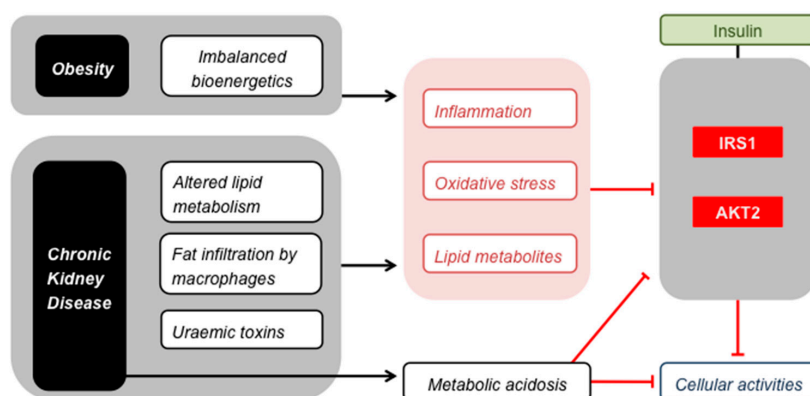 Insulin
Obesity
Imbalanced
bioenergetics
Inflammation
IRS1
Oxidative stress
AKT2
Lipid metabolites
Chronic
Kidney
Disease
Altered lipid
metabolism
Fat infiltration by
macrophages
Uraemic toxins
Metabolic acidosis
Cellular activities